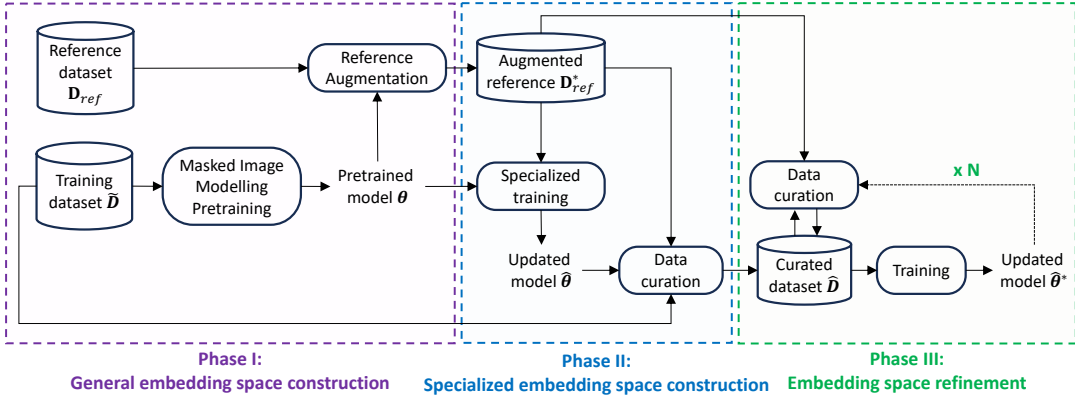 Reference
dataset
D_ref
Reference
Augmentation
Training
dataset D̃
Masked Image
Modelling
Pretraining
Pretrained
model θ
Augmented
reference D*_ref
Specialized
training
Updated
model θ̂
Data
curation
Data
curation
x N
Curated
dataset D̂
Training
Updated
model θ̂*
Phase I:
General embedding space construction
Phase II:
Specialized embedding space construction
Phase III:
Embedding space refinement